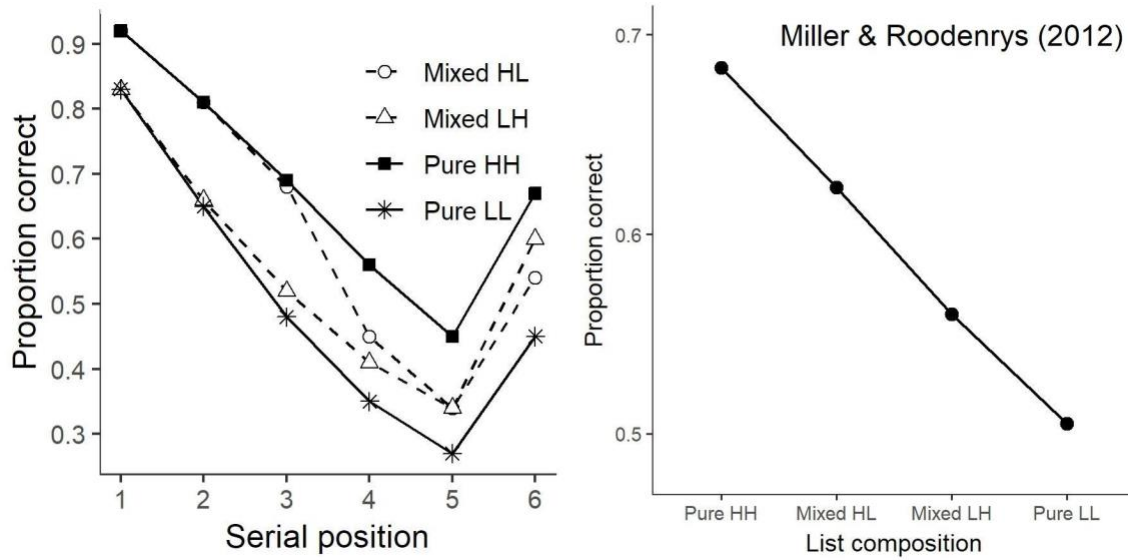 Proportion correct
0.9
0.8
0.7
0.6
0.5
0.4
0.3
1 2 3 4 5 6
Serial position
Mixed HL
Mixed LH
Pure HH
Pure LL
Miller & Roodenrys (2012)
Proportion correct
0.7
0.6
0.5
Pure HH Mixed HL Mixed LH Pure LL
List composition